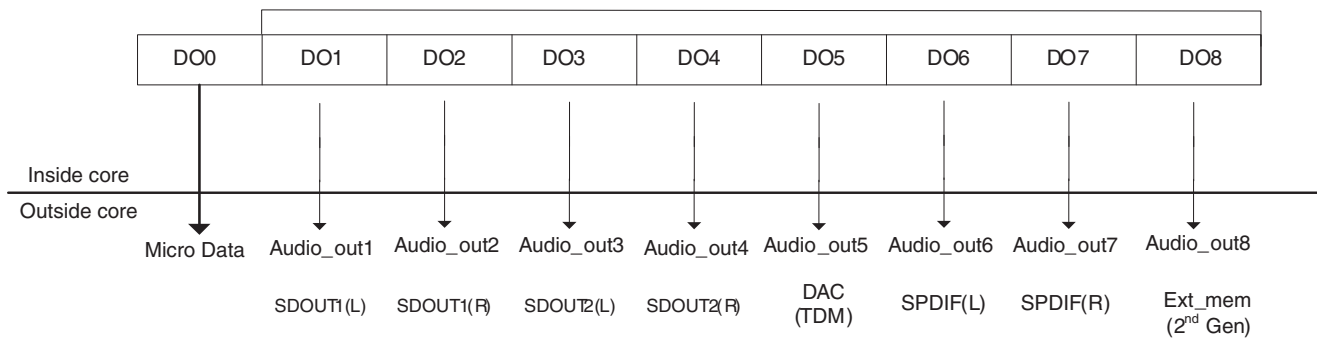 DO0 DO1 DO2 DO3 DO4 DO5 DO6 DO7 DO8
Inside core
Outside core
Micro Data Audio_out1 Audio_out2 Audio_out3 Audio_out4 Audio_out5 Audio_out6 Audio_out7 Audio_out8
SDOUT1(L) SDOUT1(R) SDOUT2(L) SDOUT2(R) DAC SPDIF(L) SPDIF(R) Ext_mem
(TDM) (2nd Gen)